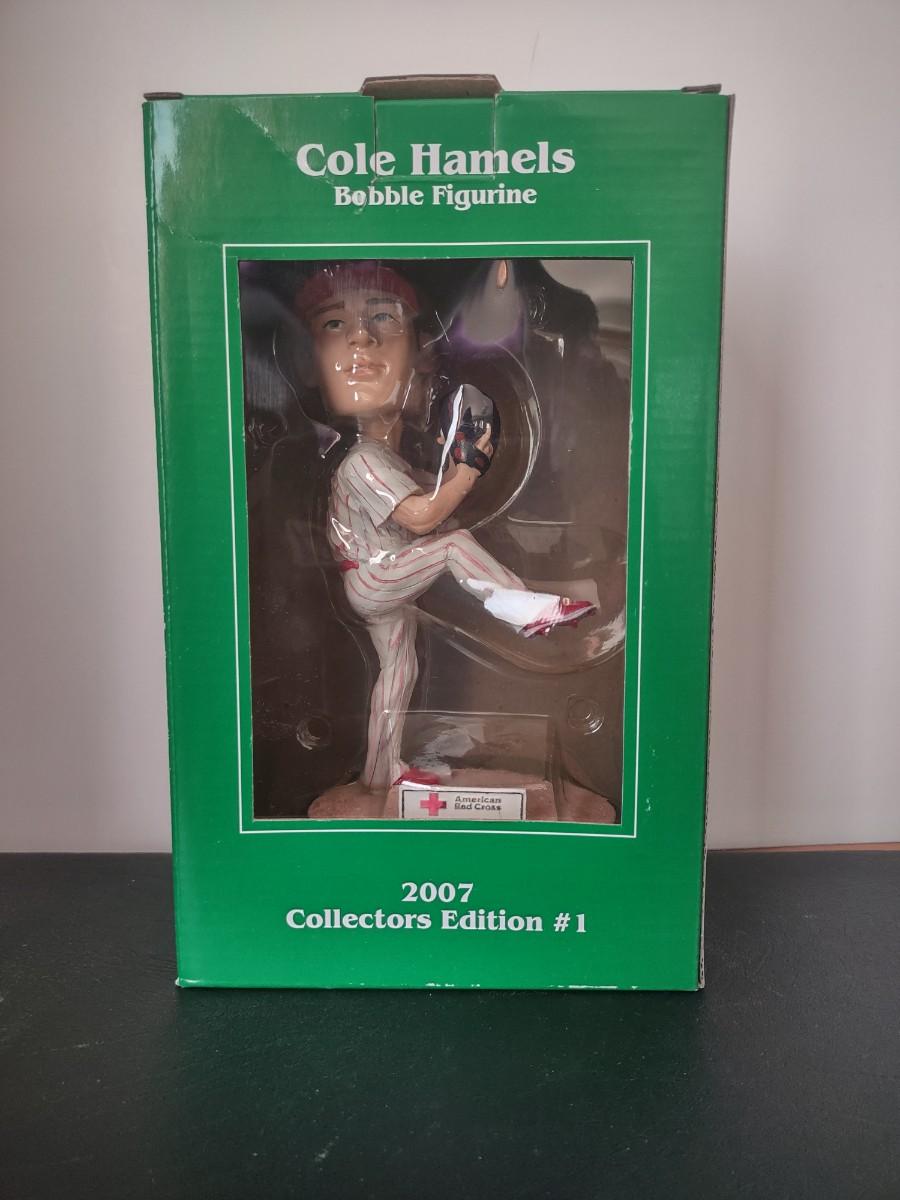 Cole Hamels
Bobble Figurine
American
Red Cross
2007
Collectors Edition #1